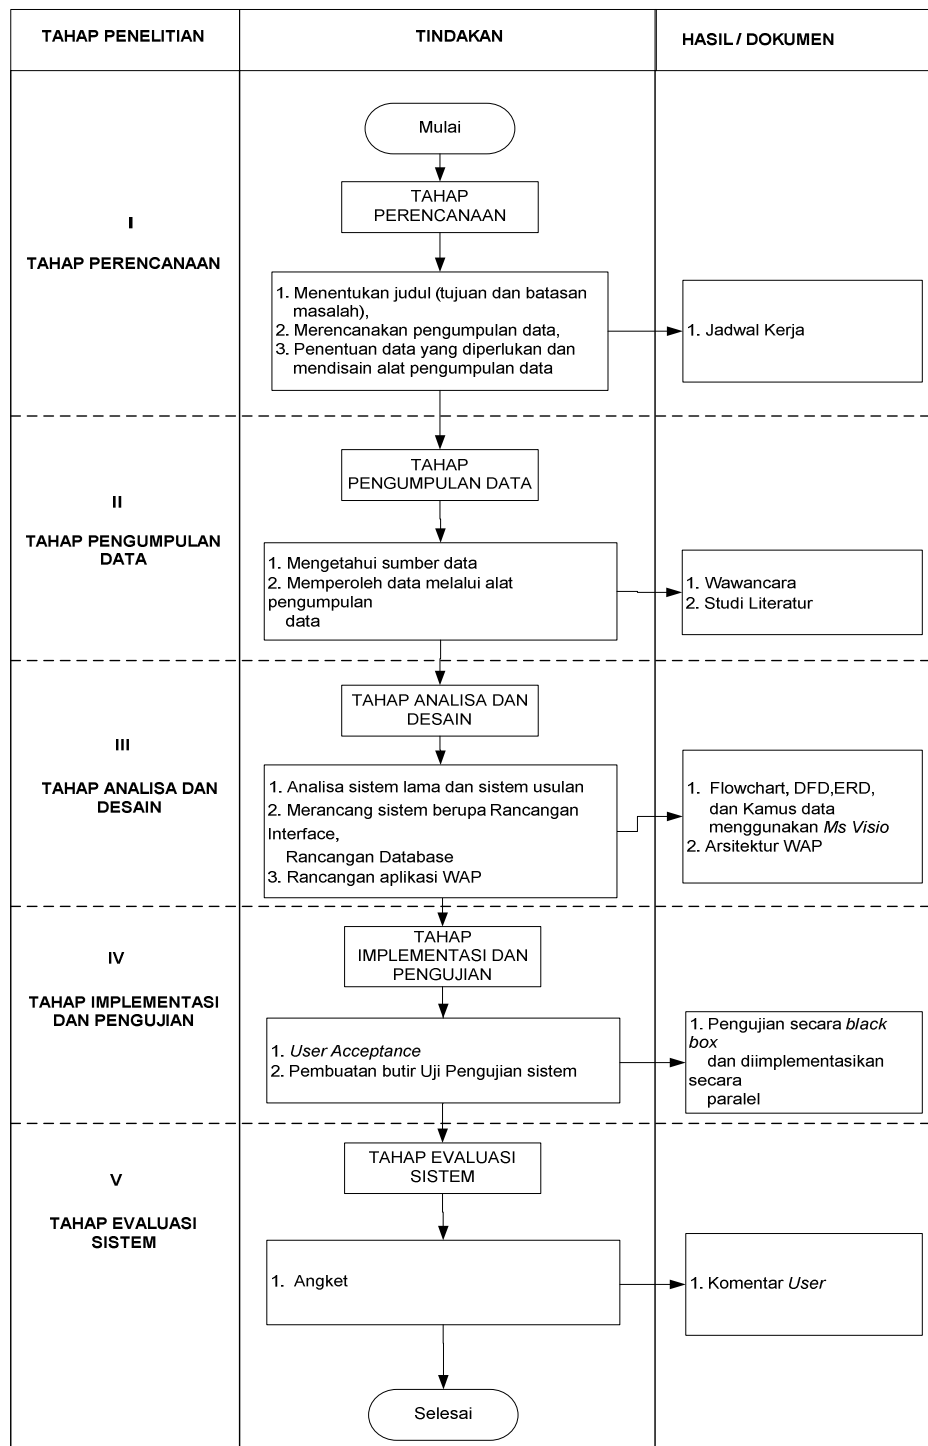 TAHAP PENELITIAN
TINDAKAN
HASIL / DOKUMEN
Mulai
TAHAP
PERENCANAAN
I
TAHAP PERENCANAAN
1. Menentukan judul (tujuan dan batasan
masalah),
2. Merencanakan pengumpulan data,
3. Penentuan data yang diperlukan dan
mendisain alat pengumpulan data
1. Jadwal Kerja
TAHAP
PENGUMPULAN DATA
II
TAHAP PENGUMPULAN
DATA
1. Mengetahui sumber data
2. Memperoleh data melalui alat
pengumpulan
data
1. Wawancara
2. Studi Literatur
TAHAP ANALISA DAN
DESAIN
III
TAHAP ANALISA DAN
DESAIN
1. Analisa sistem lama dan sistem usulan
2. Merancang sistem berupa Rancangan
Interface,
Rancangan Database
3. Rancangan aplikasi WAP
1. Flowchart, DFD,ERD,
dan Kamus data
menggunakan Ms Visio
2. Arsitektur WAP
TAHAP
IMPLEMENTASI DAN
PENGUJIAN
IV
TAHAP IMPLEMENTASI
DAN PENGUJIAN
1. User Acceptance
2. Pembuatan butir Uji Pengujian sistem
1. Pengujian secara black
box
dan diimplementasikan
secara
paralel
TAHAP EVALUASI
SISTEM
V
TAHAP EVALUASI
SISTEM
1. Angket
1. Komentar User
Selesai